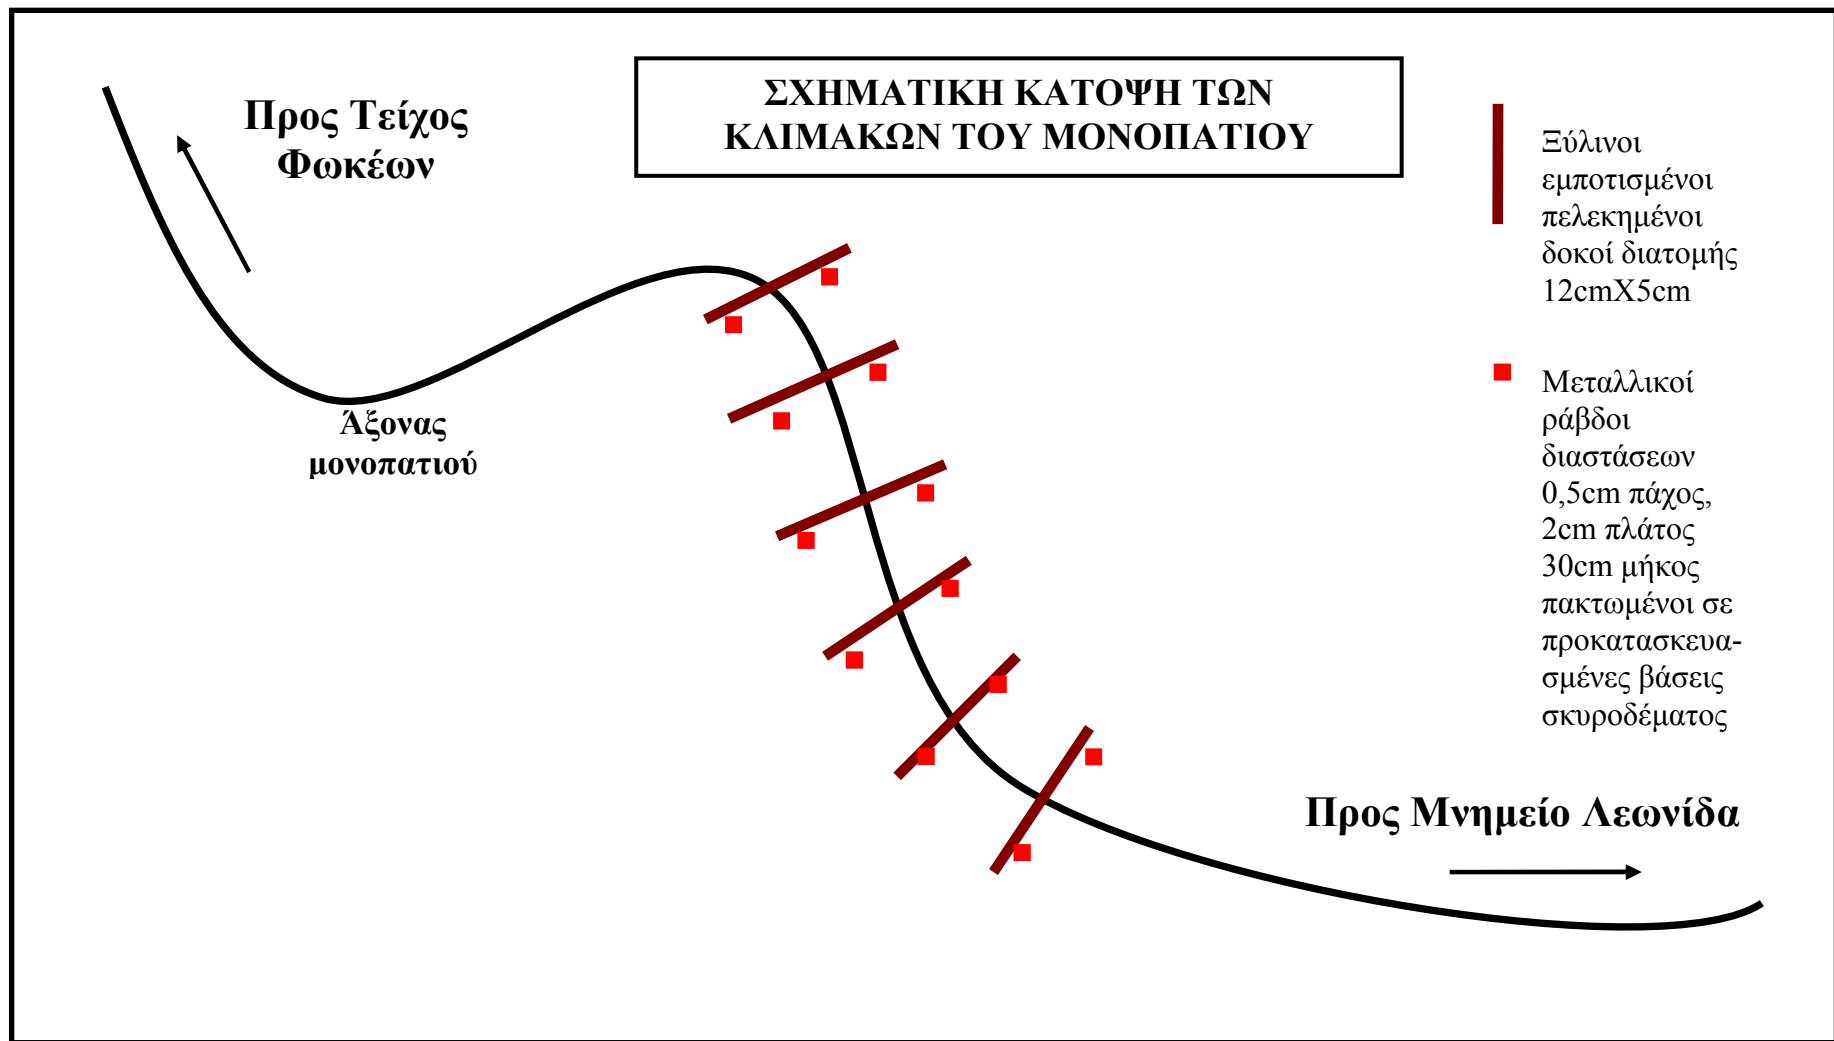 ΣΧΗΜΑΤΙΚΗ ΚΑΤΟΨΗ ΤΩΝ
ΚΛΙΜΑΚΩΝ ΤΟΥ ΜΟΝΟΠΑΤΙΟΥ
Προς Τείχος
Φωκέων
Άξονας
μονοπατιού
Ξύλινοι
εμποτισμένοι
πελεκημένοι
δοκοί διατομής
12cmX5cm
Μεταλλικοί
ράβδοι
διαστάσεων
0,5cm πάχος,
2cm πλάτος
30cm μήκος
πακτωμένοι σε
προκατασκευα-
σμένες βάσεις
σκυροδέματος
Προς Μνημείο Λεωνίδα